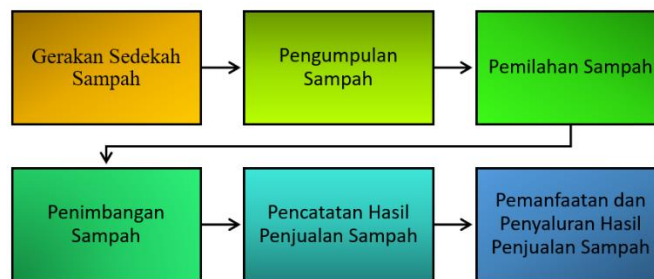 Gerakan Sedekah
Sampah
Pengumpulan
Sampah
Pemilahan Sampah
Penimbangan
Sampah
Pencatatan Hasil
Penjualan Sampah
Pemanfaatan dan
Penyaluran Hasil
Penjualan Sampah